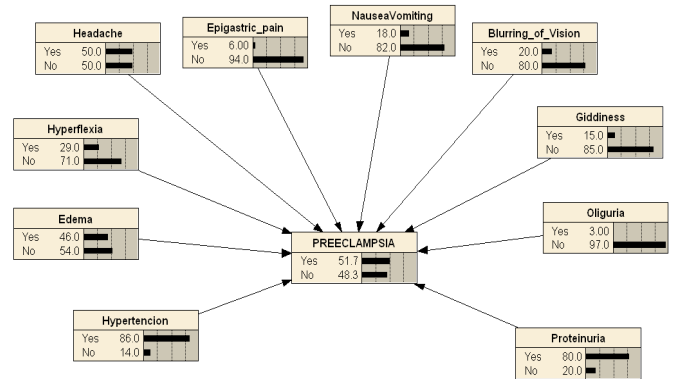 Headache
Yes 50.0
No 50.0
Epigastric_pain
Yes 6.00
No 94.0
NauseaVomiting
Yes 18.0
No 82.0
Blurring_of_Vision
Yes 20.0
No 80.0
Hyperflexia
Yes 29.0
No 71.0
Giddiness
Yes 15.0
No 85.0
Edema
Yes 46.0
No 54.0
PREECLAMPSIA
Yes 51.7
No 48.3
Oliguria
Yes 3.00
No 97.0
Hypertencion
Yes 86.0
No 14.0
Proteinuria
Yes 80.0
No 20.0